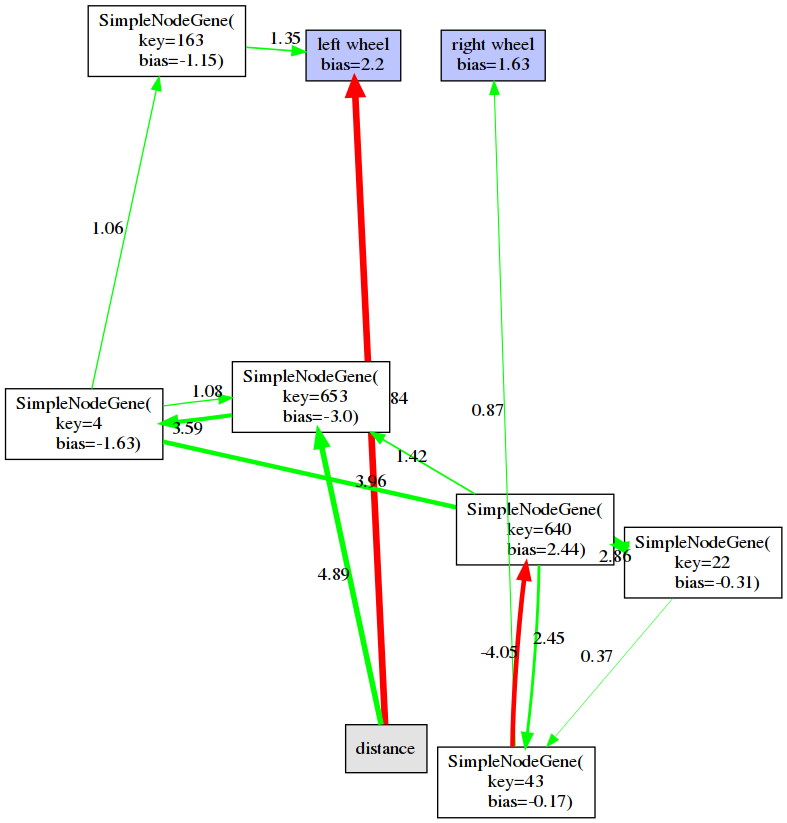 SimpleNodeGene(
key=163
bias=-1.15)
1.35
left wheel
bias=2.2
right wheel
bias=1.63
1.06
SimpleNodeGene(
key=4
bias=-1.63)
1.08
3.59
SimpleNodeGene(
key=653
bias=-3.0)
84
0.87
1.42
3.96
SimpleNodeGene(
key=640
bias=2.44)
2.86
SimpleNodeGene(
key=22
bias=-0.31)
4.89
-4.05
2.45
0.37
distance
SimpleNodeGene(
key=43
bias=-0.17)